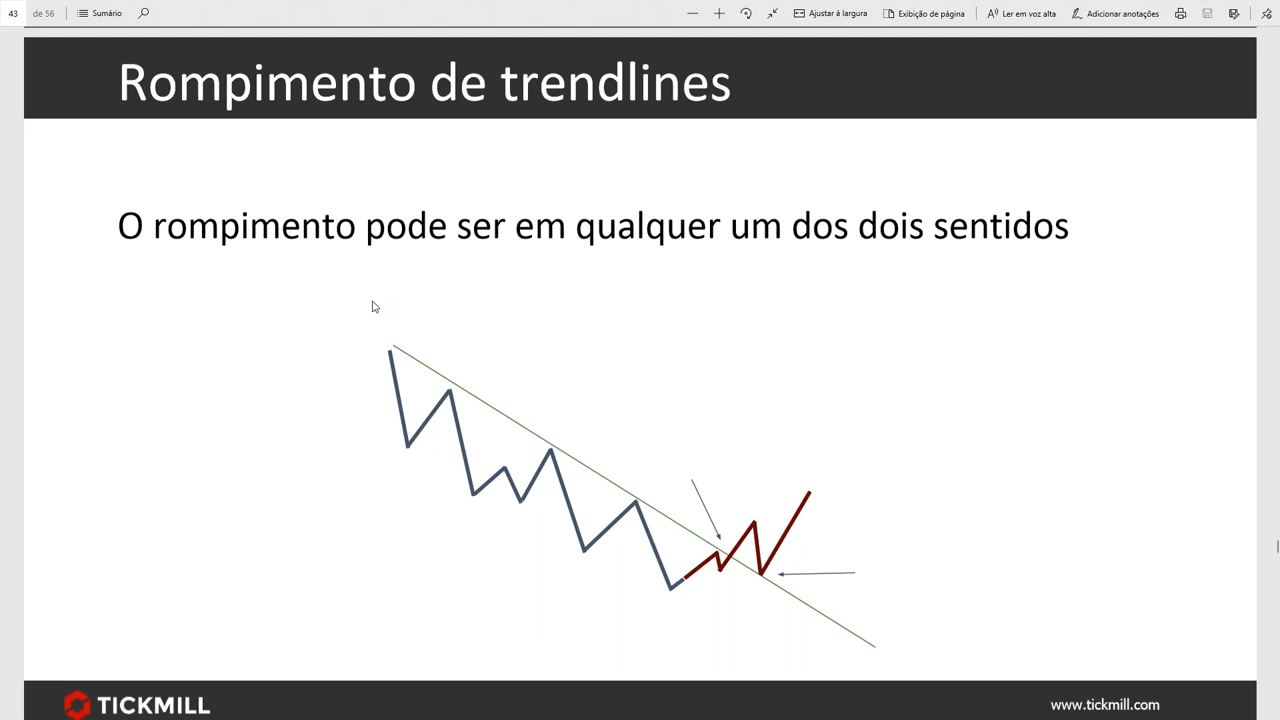 43 de 56 Sumário Ajustar à largura Exibição de página Ler em voz alta Adicionar anotações
Rompimento de trendlines
O rompimento pode ser em qualquer um dos dois sentidos
TICKMILL www.tickmill.com